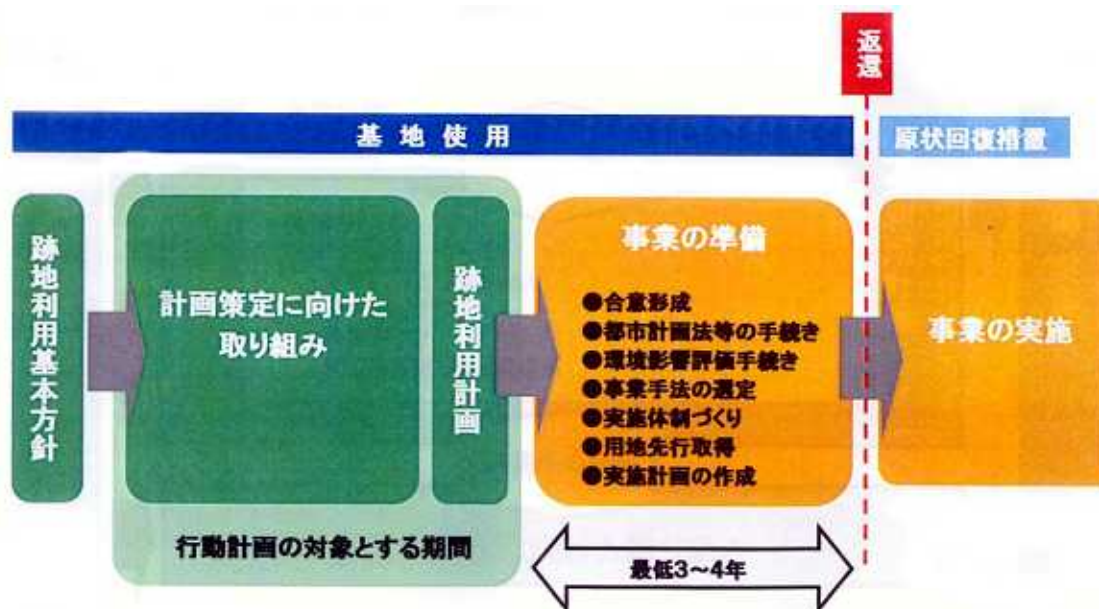 返還
基地使用
原状回復措置
跡地利用基本方針
計画策定に向けた
取り組み
跡地利用計画
事業の準備
●合意形成
●都市計画法等の手続き
●環境影響評価手続き
●事業手法の選定
●実施体制づくり
●用地先行取得
●実施計画の作成
事業の実施
行動計画の対象とする期間
最低3~4年